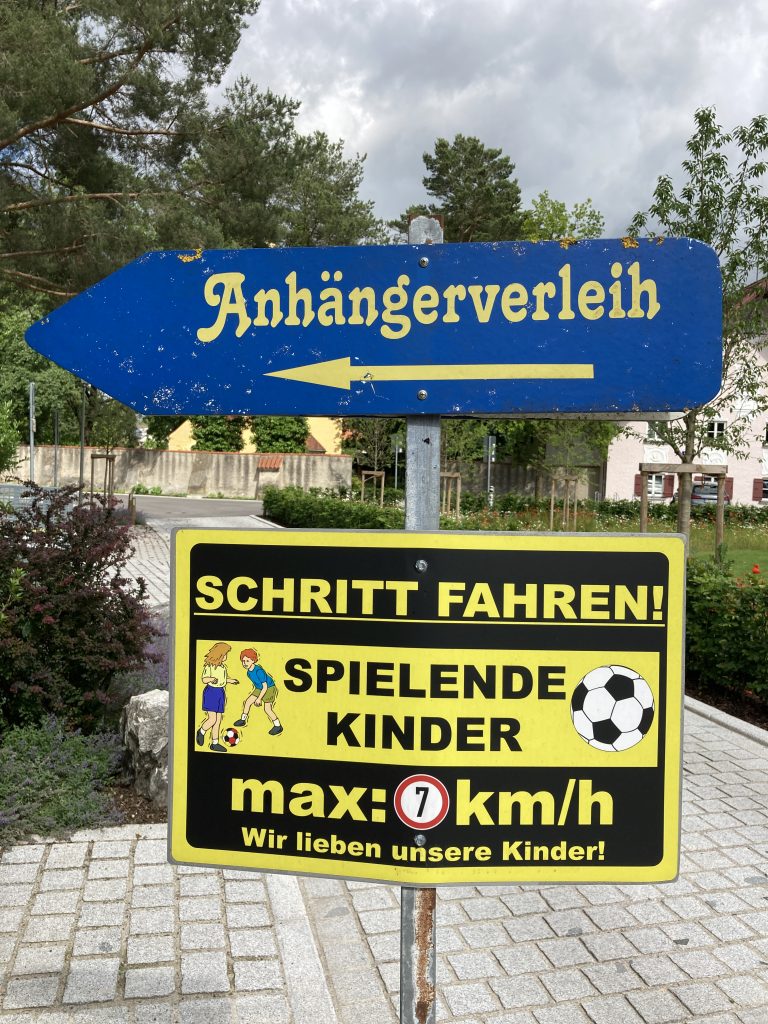 Anhängerverleih
SCHRITT FAHREN!
SPIELENDE
KINDER
max: 7 km/h
Wir lieben unsere Kinder!